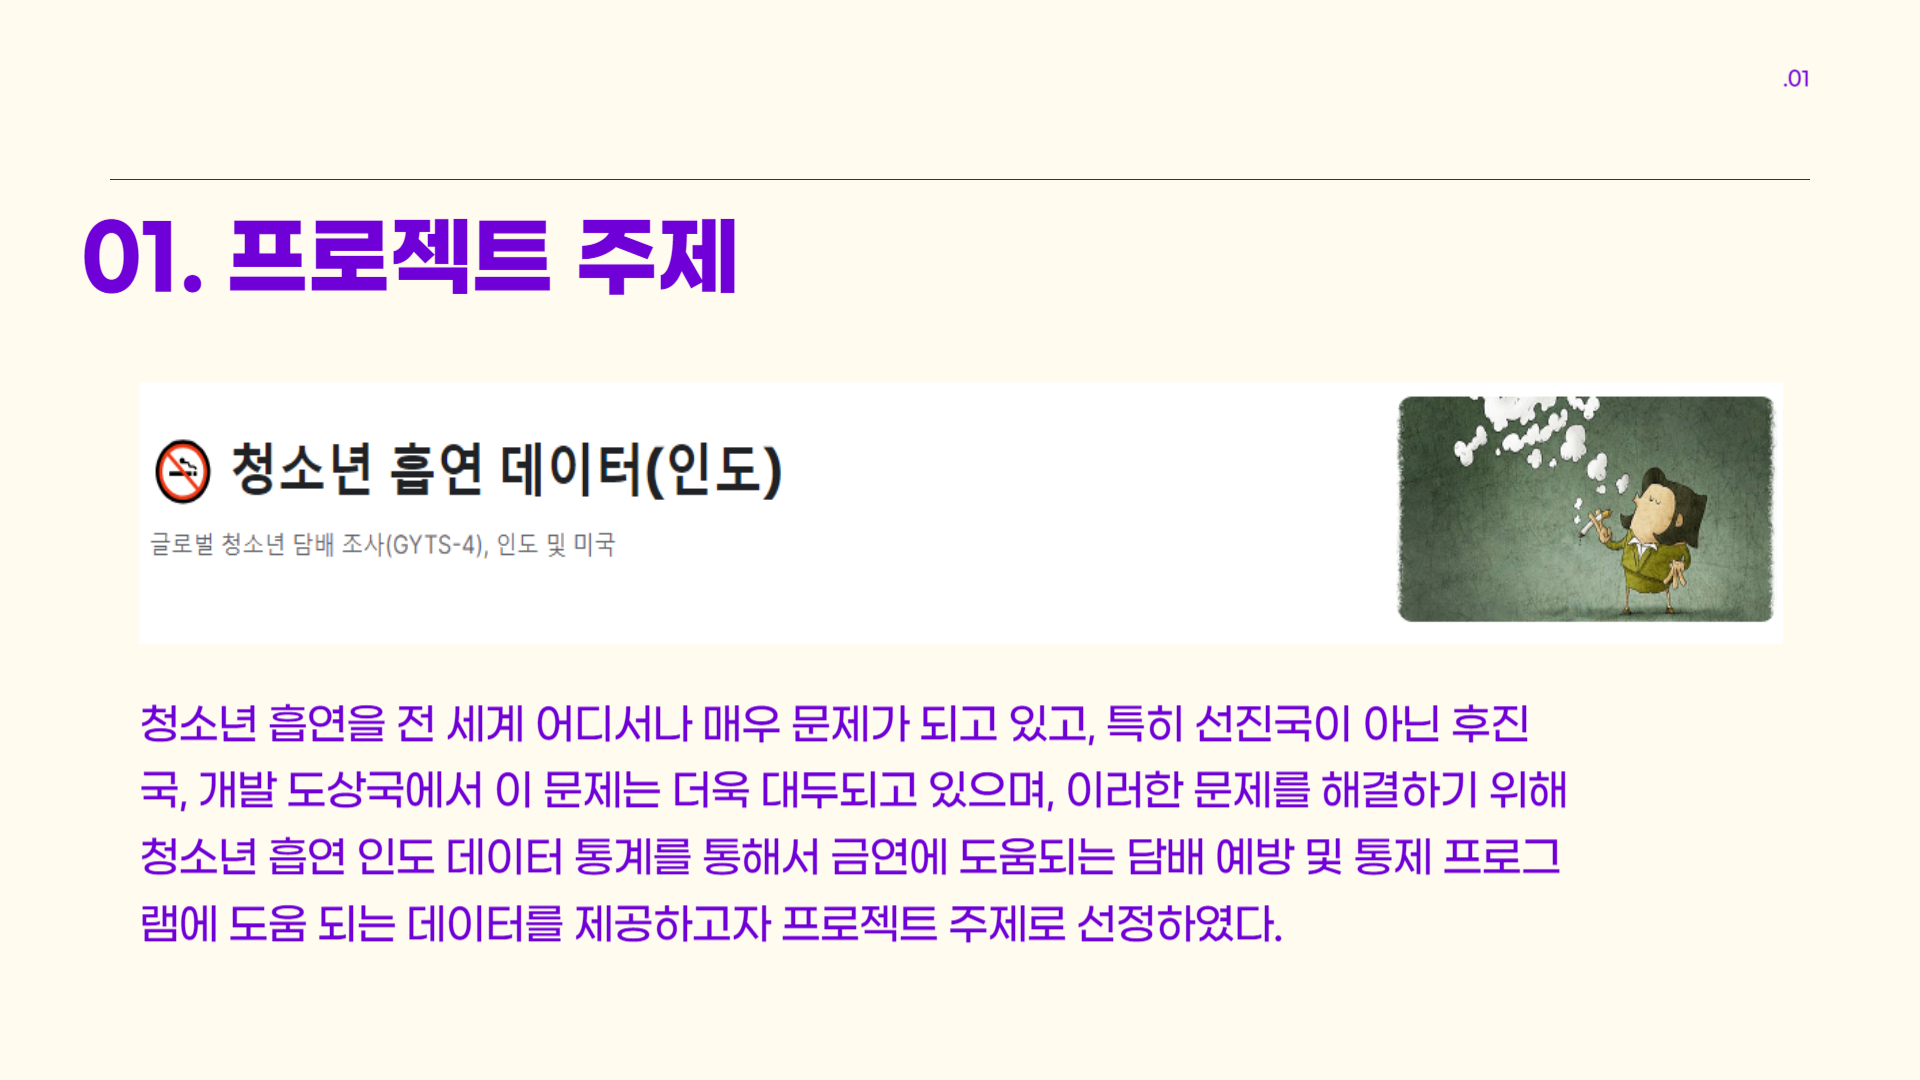 .01
01. 프로젝트 주제
청소년 흡연 데이터(인도)
글로벌 청소년 담배 조사(GYTS-4), 인도 및 미국
청소년 흡연을 전 세계 어디서나 매우 문제가 되고 있고, 특히 선진국이 아닌 후진
국, 개발 도상국에서 이 문제는 더욱 대두되고 있으며, 이러한 문제를 해결하기 위해
청소년 흡연 인도 데이터 통계를 통해서 금연에 도움되는 담배 예방 및 통제 프로그
램에 도움 되는 데이터를 제공하고자 프로젝트 주제로 선정하였다.